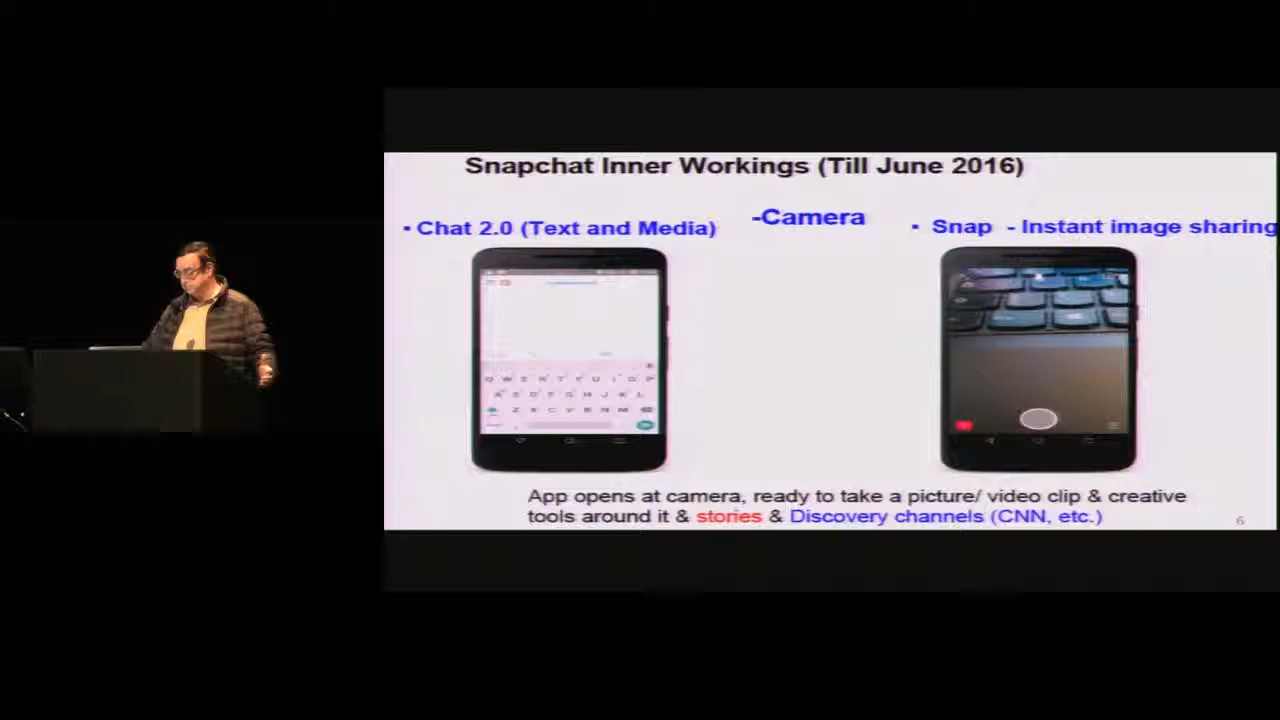 Snapchat Inner Workings (Till June 2016)
▪ Chat 2.0 (Text and Media)
-Camera
▪ Snap - Instant image sharing
Q W E R T Y U I O P
A S D F G H J K L
Z X C V B N M
App opens at camera, ready to take a picture/ video clip & creative
tools around it & stories & Discovery channels (CNN, etc.)
6